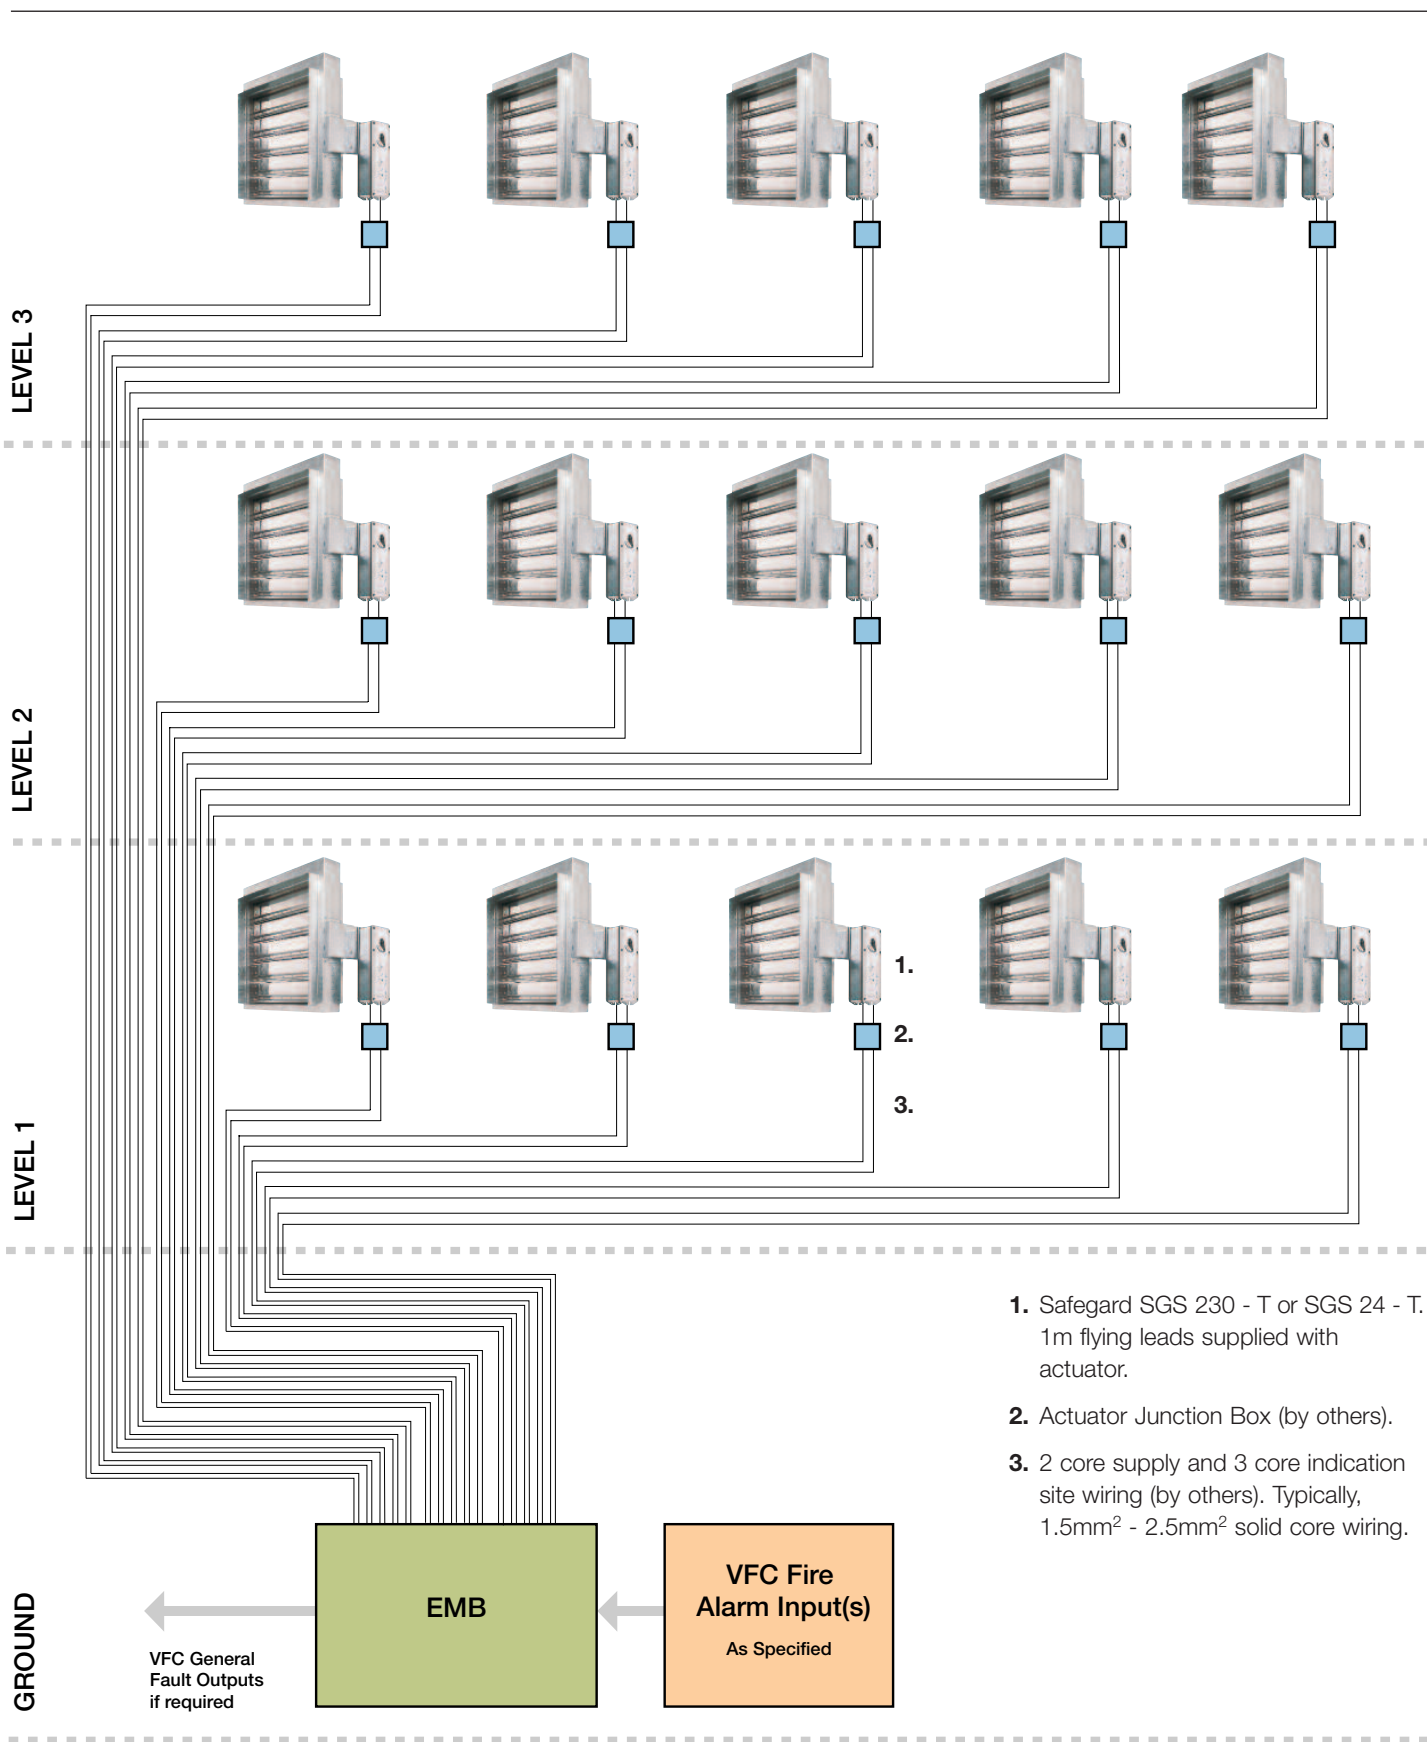 LEVEL 3
LEVEL 2
LEVEL 1
1.
2.
3.
1. Safegard SGS 230 - T or SGS 24 - T.
1m flying leads supplied with
actuator.
2. Actuator Junction Box (by others).
3. 2 core supply and 3 core indication
site wiring (by others). Typically,
1.5mm² - 2.5mm² solid core wiring.
GROUND
VFC General
Fault Outputs
if required
EMB
VFC Fire
Alarm Input(s)
As Specified